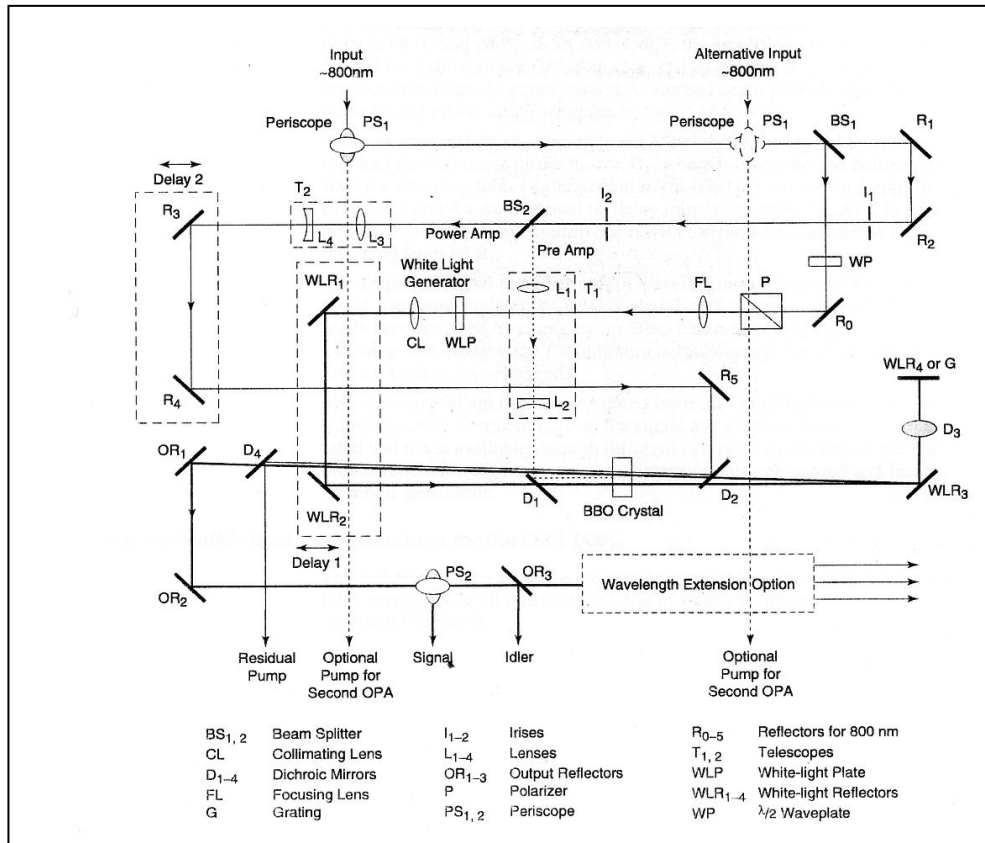 Input
~800nm
Alternative Input
~800nm
Periscope PS1
Periscope PS1
BS1
R1
Delay 2
R3
T2
L4
L3
BS2
I2
I1
R2
Power Amp
Pre Amp
WP
WLR1
White Light
Generator
L1
T1
FL
P
R0
CL
WLP
WLR4 or G
R4
R5
L2
D3
OR1
D4
WLR2
D1
BBO Crystal
D2
WLR3
Delay 1
OR2
PS2
OR3
Wavelength Extension Option
Residual
Pump
Optional
Pump for
Second OPA
Signal
Idler
Optional
Pump for
Second OPA
BS1, 2 Beam Splitter
CL Collimating Lens
D1–4 Dichroic Mirrors
FL Focusing Lens
G Grating
I1–2 Irises
L1–4 Lenses
OR1–3 Output Reflectors
P Polarizer
PS1, 2 Periscope
R0–5 Reflectors for 800 nm
T1, 2 Telescopes
WLP White-light Plate
WLR1–4 White-light Reflectors
WP λ/2 Waveplate